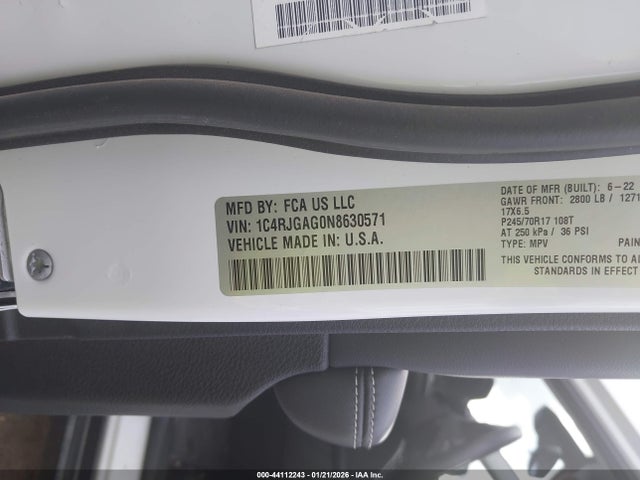 MFD BY: FCA US LLC
VIN: 1C4RJGAG0N8630571
VEHICLE MADE IN: U.S.A.
DATE OF MFR (BUILT): 6-22
GAWR FRONT: 2800 LB / 1271
17X6.5
P245/70R17 108T
AT 250 kPa / 36 PSI
TYPE: MPV PAIN
THIS VEHICLE CONFORMS TO AL
STANDARDS IN EFFECT
000-44112243 - 01/21/2026 - IAA Inc.